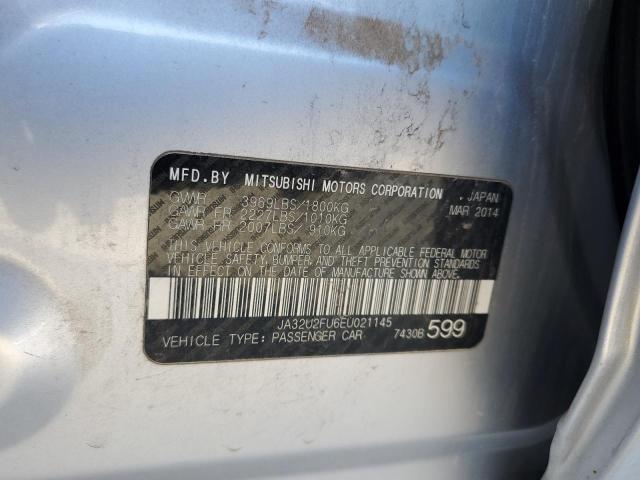 MFD. BY MITSUBISHI MOTORS CORPORATION . JAPAN
GVWR 3969LBS/1800KG MAR 2014
GAWR FR 2227LBS/1010KG
GAWR RR 2007LBS/ 910KG
THIS VEHICLE CONFORMS TO ALL APPLICABLE FEDERAL MOTOR
VEHICLE SAFETY, BUMPER AND THEFT PREVENTION STANDARDS
IN EFFECT ON THE DATE OF MANUFACTURE SHOWN ABOVE.
JA32U2FU6EU021145
VEHICLE TYPE: PASSENGER CAR 7430B 599